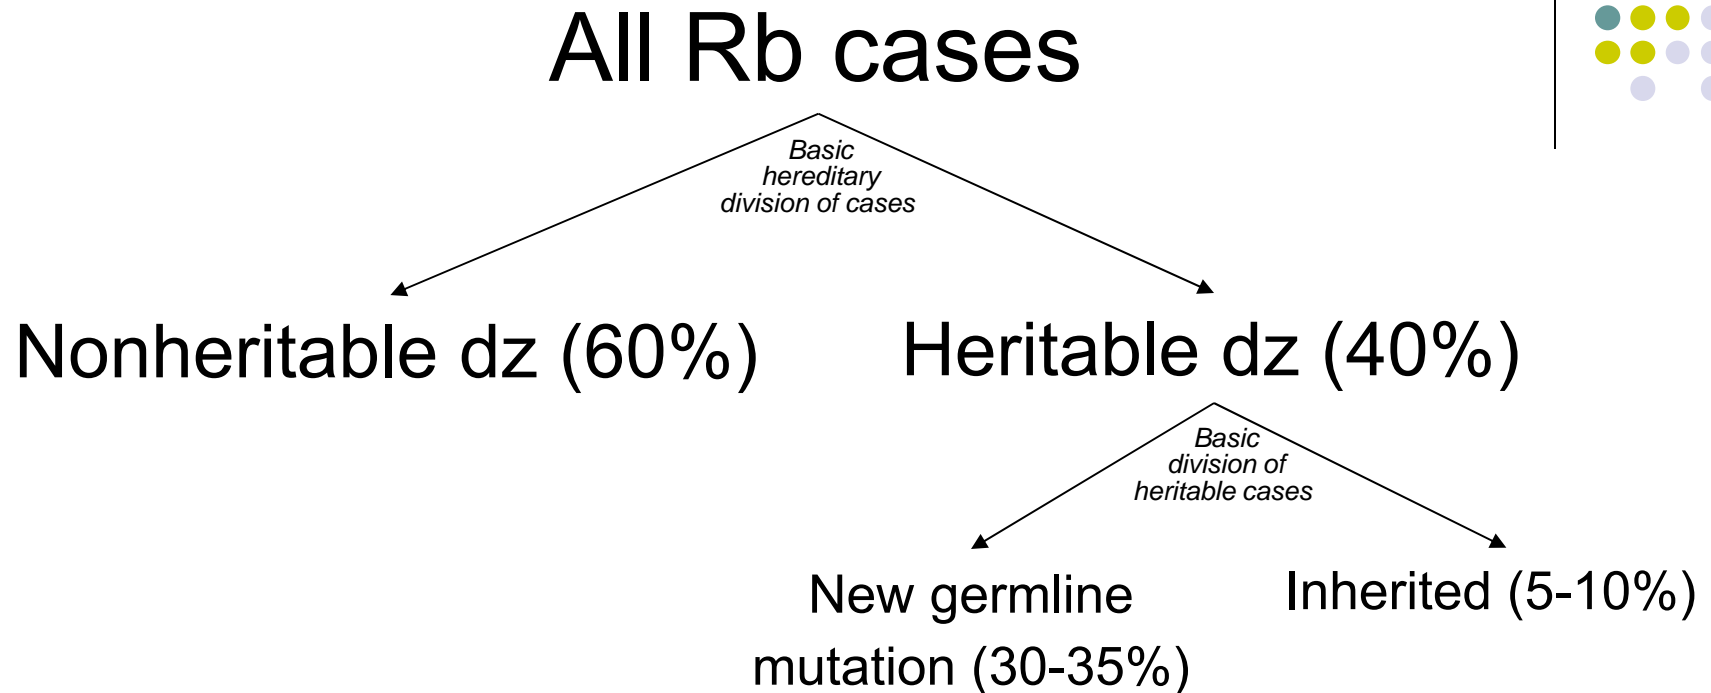 All Rb cases
Basic
hereditary
division of cases
Nonheritable dz (60%)
Heritable dz (40%)
Basic
division of
heritable cases
New germline
mutation (30-35%)
Inherited (5-10%)